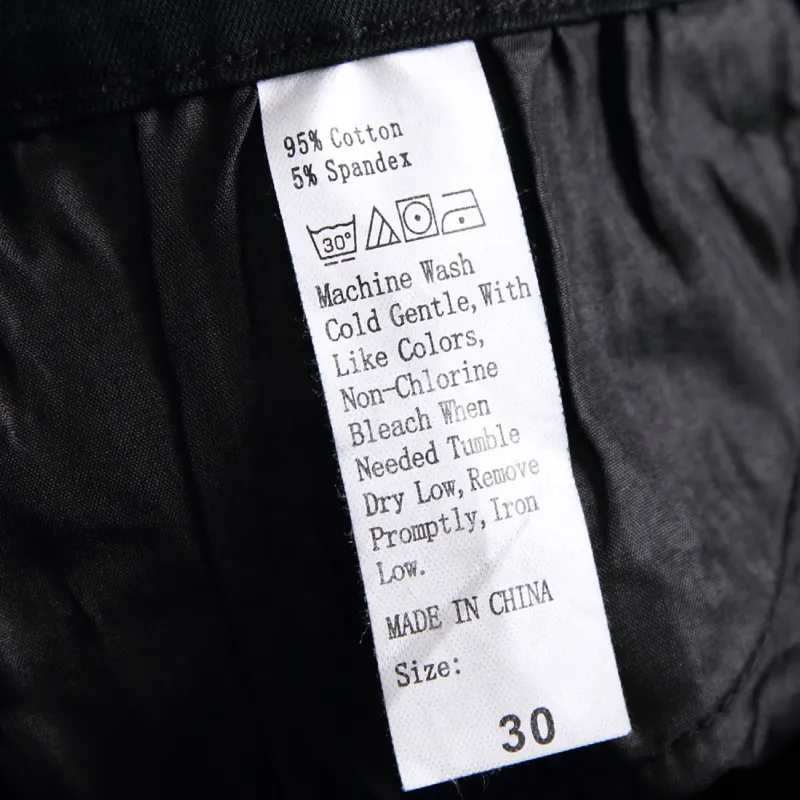 95% Cotton
5% Spandex
30°
Machine Wash
Cold Gentle, With
Like Colors,
Non-Chlorine
Bleach When
Needed Tumble
Dry Low, Remove
Promptly, Iron
Low.
MADE IN CHINA
Size:
30